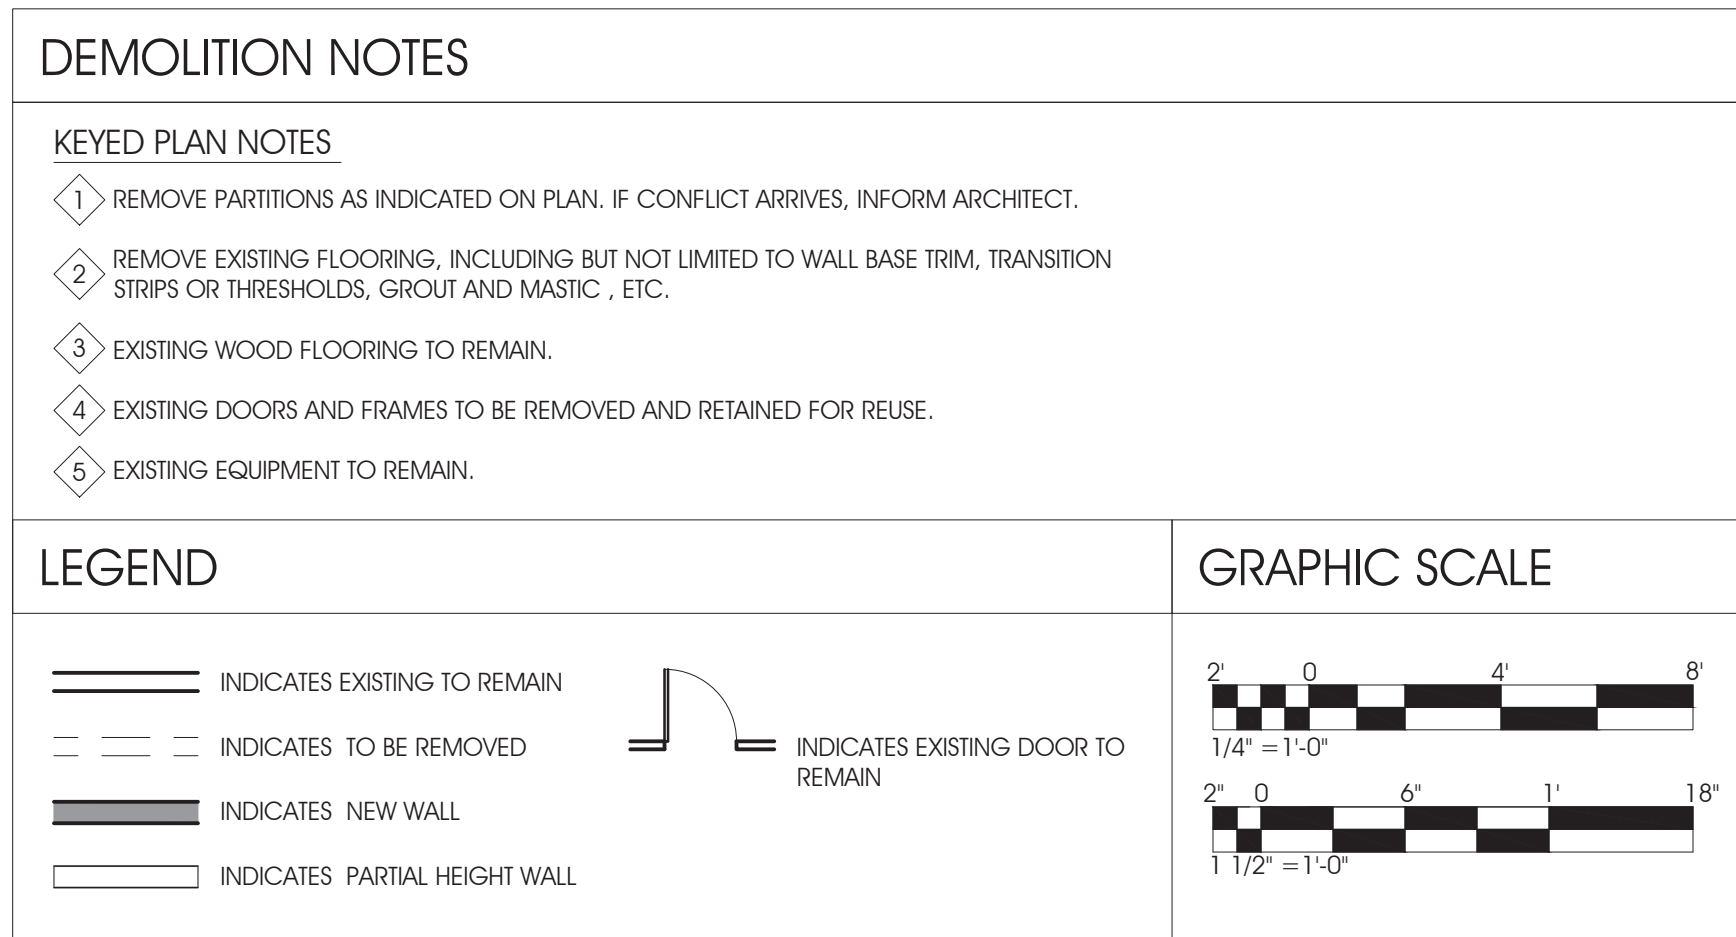 DEMOLITION NOTES
KEYED PLAN NOTES
1 REMOVE PARTITIONS AS INDICATED ON PLAN. IF CONFLICT ARRIVES, INFORM ARCHITECT.
2 REMOVE EXISTING FLOORING, INCLUDING BUT NOT LIMITED TO WALL BASE TRIM, TRANSITION
STRIPS OR THRESHOLDS, GROUT AND MASTIC , ETC.
3 EXISTING WOOD FLOORING TO REMAIN.
4 EXISTING DOORS AND FRAMES TO BE REMOVED AND RETAINED FOR REUSE.
5 EXISTING EQUIPMENT TO REMAIN.
LEGEND
INDICATES EXISTING TO REMAIN
INDICATES TO BE REMOVED
INDICATES NEW WALL
INDICATES PARTIAL HEIGHT WALL
INDICATES EXISTING DOOR TO
REMAIN
GRAPHIC SCALE
2' 0 4' 8'
1/4" =1'-0"
2" 0 6" 1' 18"
1 1/2" =1'-0"